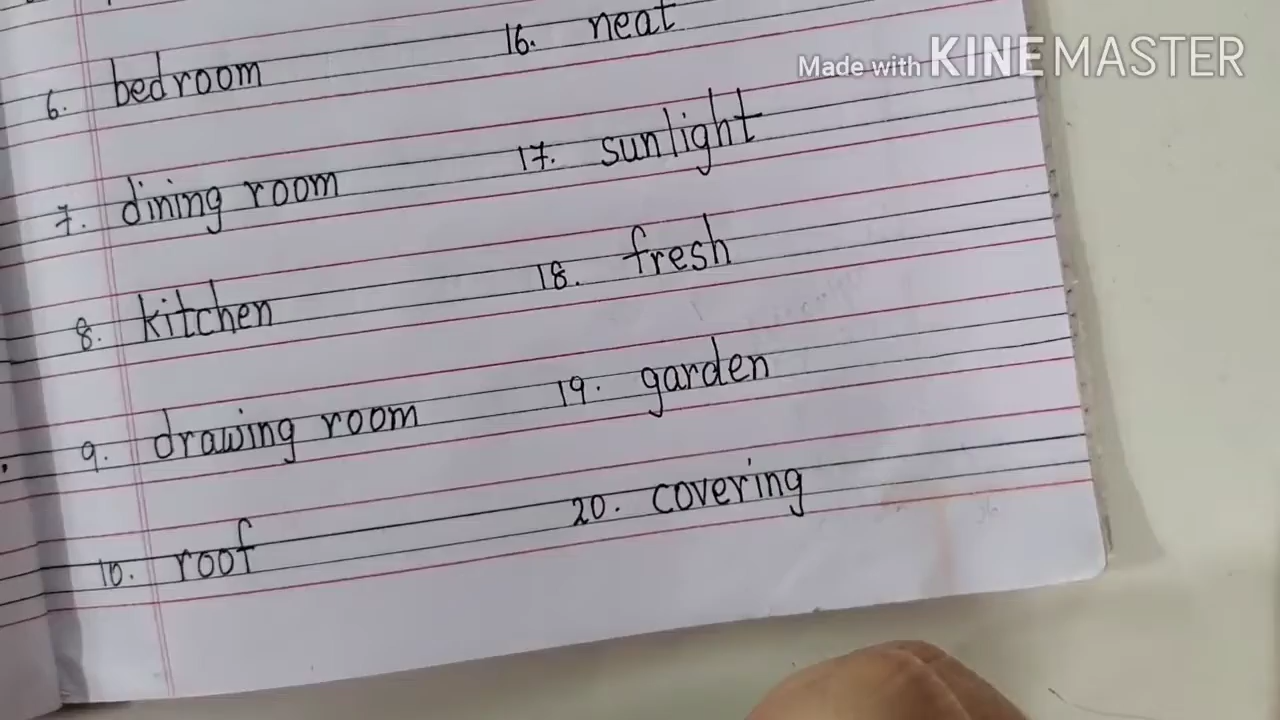 6. bedroom
7. dining room
8. kitchen
9. drawing room
10. roof
16. neat
17. sunlight
18. fresh
19. garden
20. covering
Made with KINEMASTER